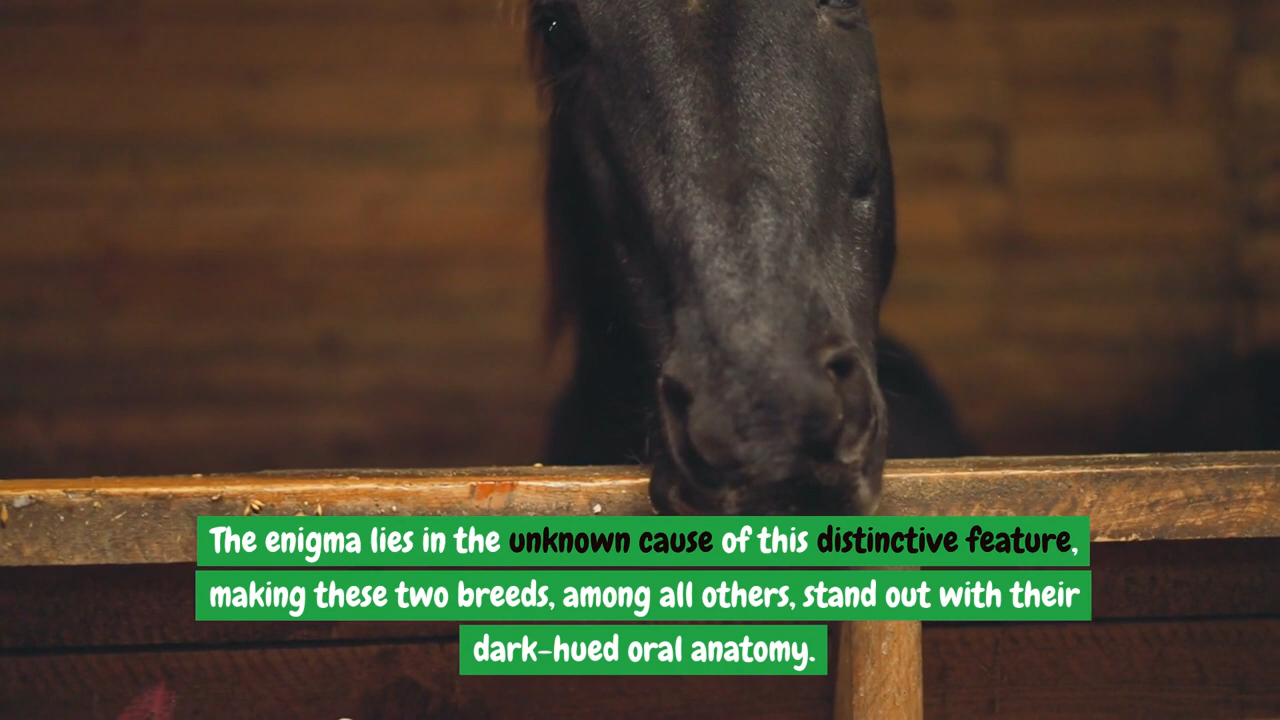 The enigma lies in the unknown cause of this distinctive feature,
making these two breeds, among all others, stand out with their
dark-hued oral anatomy.